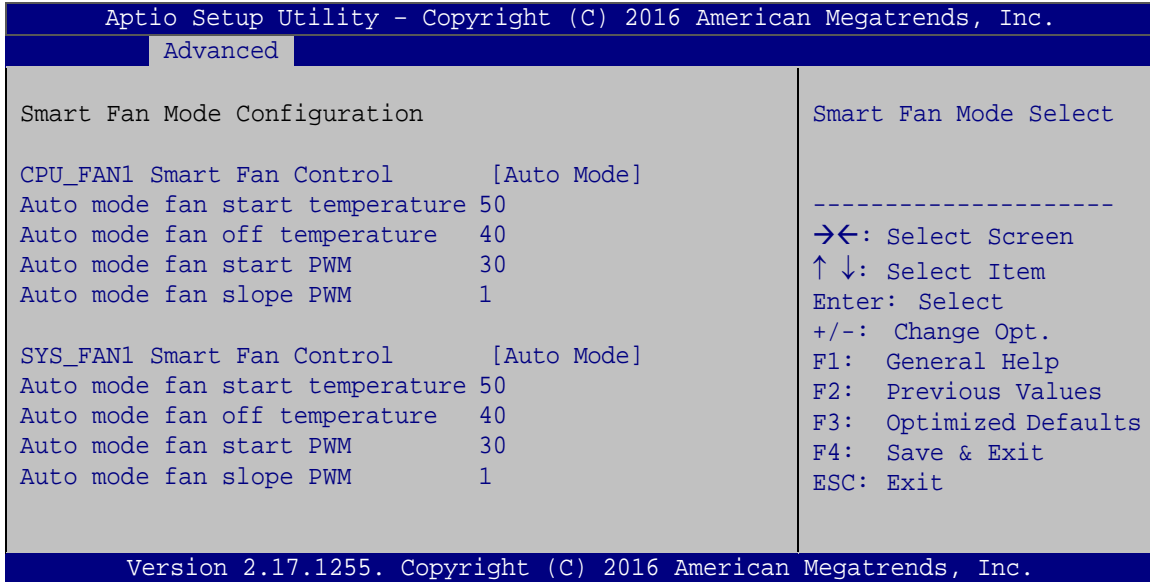 Aptio Setup Utility – Copyright (C) 2016 American Megatrends, Inc.
Advanced
Smart Fan Mode Configuration
CPU_FAN1 Smart Fan Control [Auto Mode]
Auto mode fan start temperature 50
Auto mode fan off temperature 40
Auto mode fan start PWM 30
Auto mode fan slope PWM 1
SYS_FAN1 Smart Fan Control [Auto Mode]
Auto mode fan start temperature 50
Auto mode fan off temperature 40
Auto mode fan start PWM 30
Auto mode fan slope PWM 1
Smart Fan Mode Select
---------------------
→←: Select Screen
↑ ↓: Select Item
Enter: Select
+/-: Change Opt.
F1: General Help
F2: Previous Values
F3: Optimized Defaults
F4: Save & Exit
ESC: Exit
Version 2.17.1255. Copyright (C) 2016 American Megatrends, Inc.